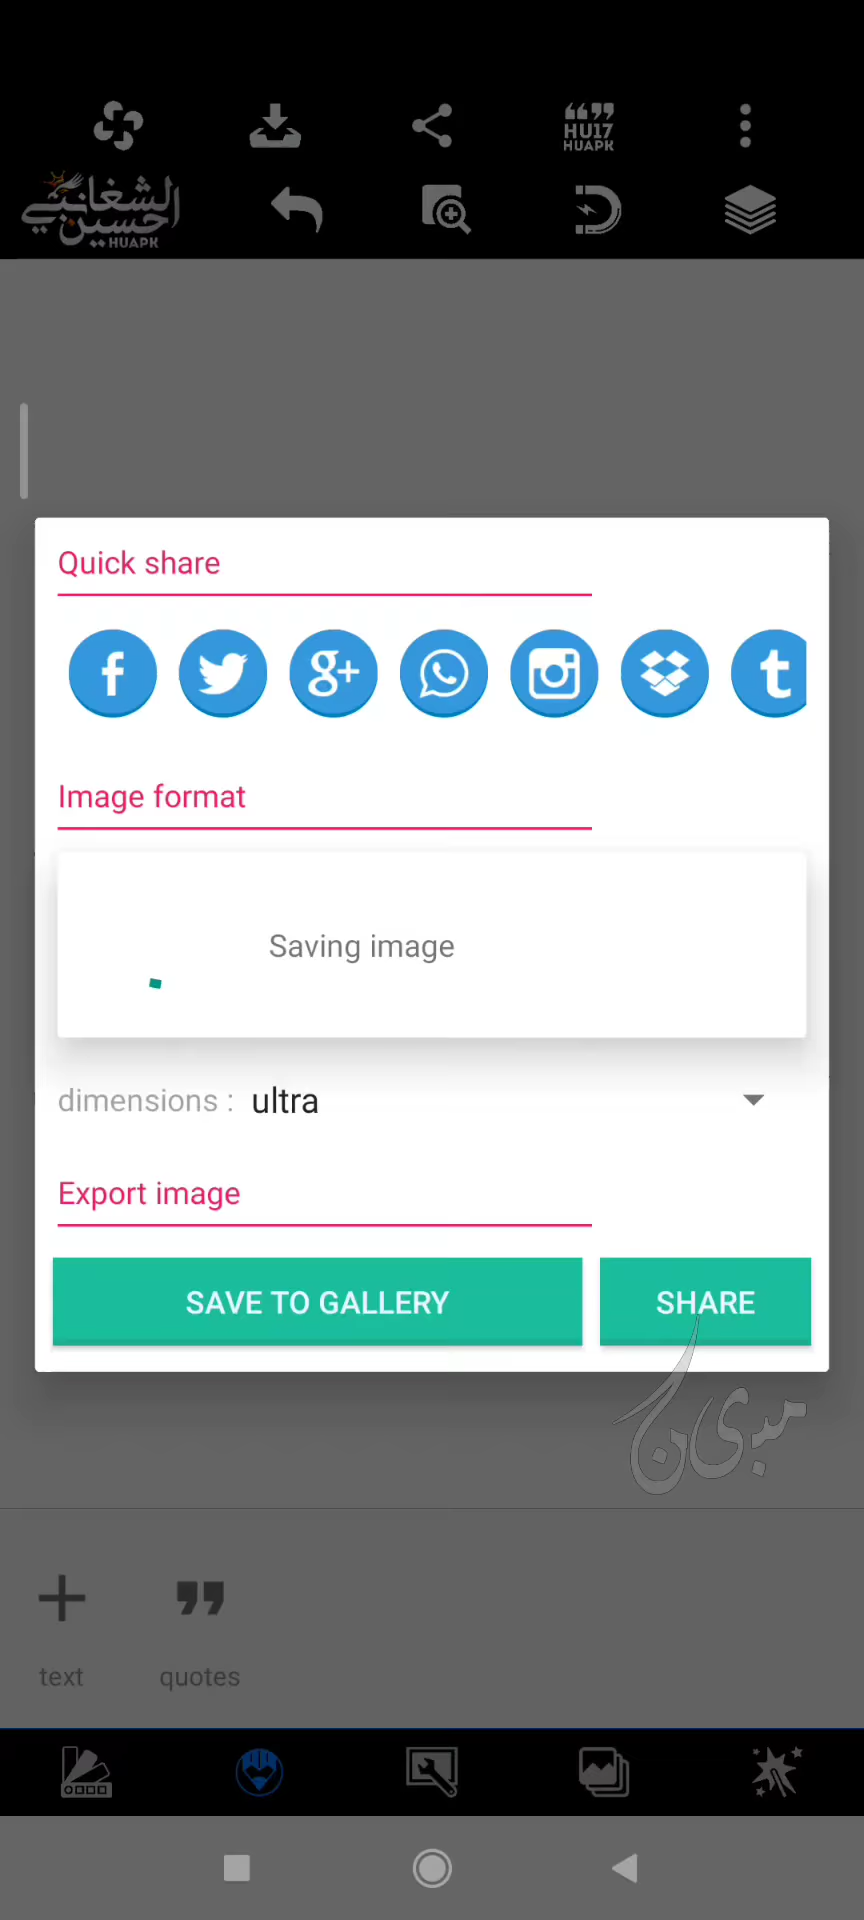 HU17
HUAPK
الشغانبي
حسين
HUAPK
Quick share
Image format
Saving image
dimensions : ultra
Export image
SAVE TO GALLERY
SHARE
text
quotes